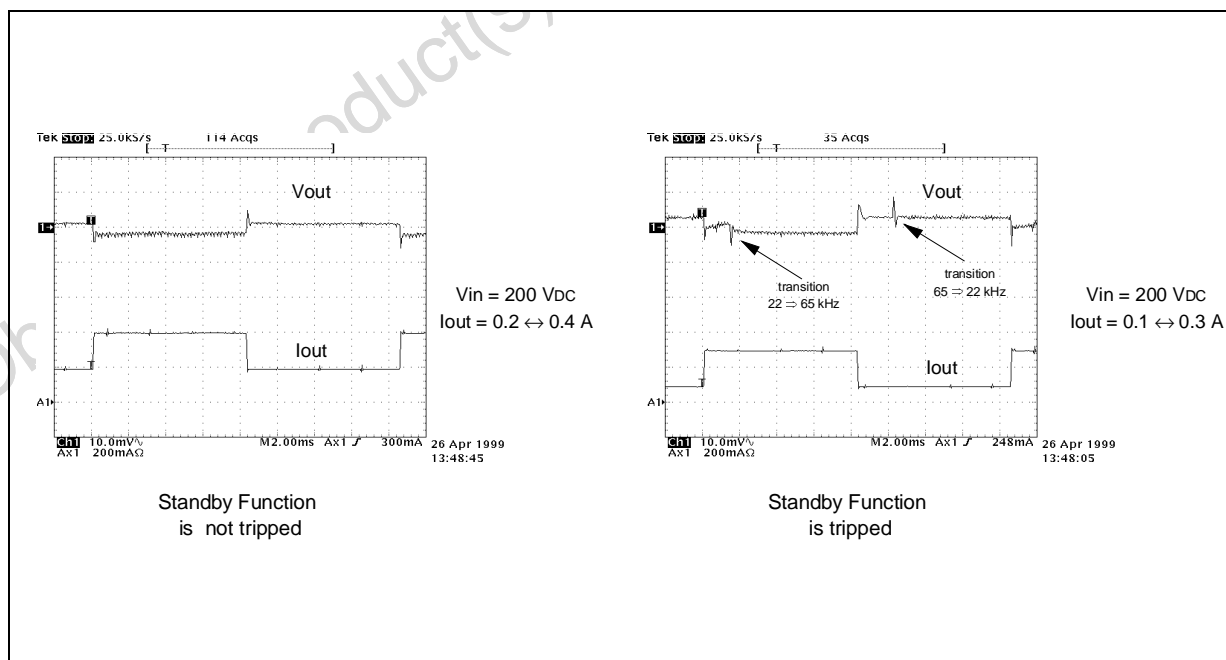 oduct(s)
Tek Stop: 25.0kS/s 114 Acqs
T
Vout
T
1→
Iout
T
A1▸
Ch1 10.0mV∿ M2.00ms Ax1 ⎍ 300mA
Ax1 200mAΩ
26 Apr 1999
13:48:45
Vin = 200 VDC
Iout = 0.2 ↔ 0.4 A
Standby Function
is not tripped
Tek Stop: 25.0kS/s 35 Acqs
T
Vout
T
1→
transition
22 ⇒ 65 kHz
transition
65 ⇒ 22 kHz
Iout
T
A1▸
Ch1 10.0mV∿ M2.00ms Ax1 ⎍ 248mA
Ax1 200mAΩ
26 Apr 1999
13:48:05
Vin = 200 VDC
Iout = 0.1 ↔ 0.3 A
Standby Function
is tripped